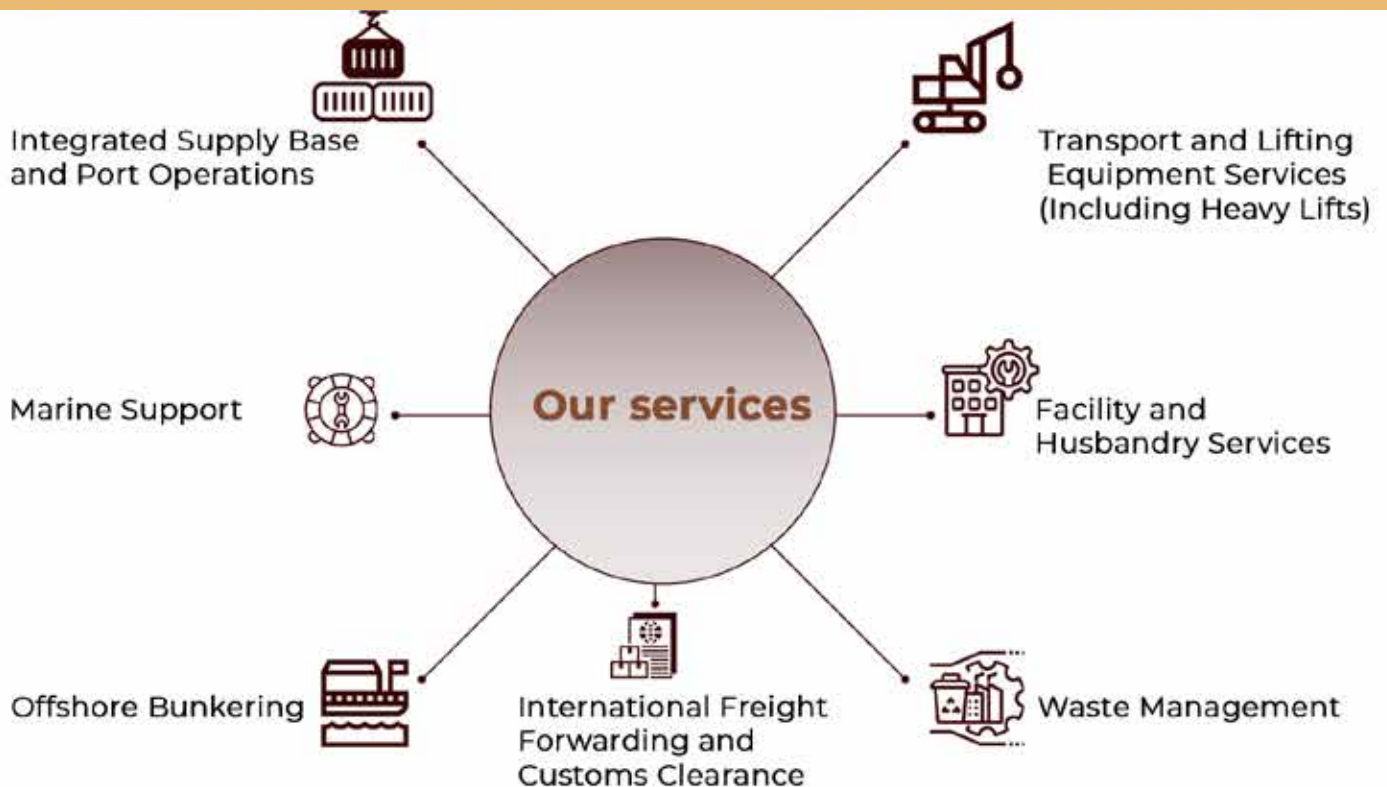 Integrated Supply Base
and Port Operations
Transport and Lifting
Equipment Services
(Including Heavy Lifts)
Marine Support
Our services
Facility and
Husbandry Services
Offshore Bunkering
International Freight
Forwarding and
Customs Clearance
Waste Management